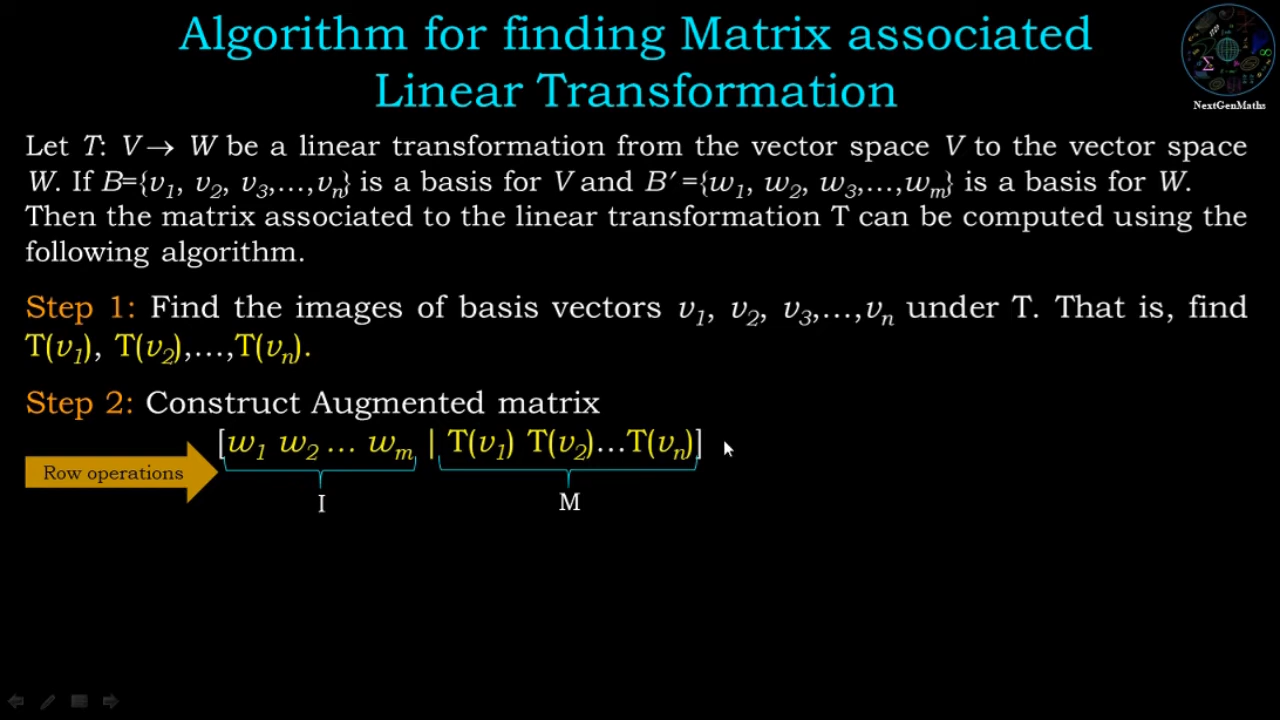 Algorithm for finding Matrix associated
Linear Transformation
NextGenMaths
Let T: V→ W be a linear transformation from the vector space V to the vector space
W. If B={v₁, v₂, v₃,...,vₙ} is a basis for V and B′={w₁, w₂, w₃,...,wₘ} is a basis for W.
Then the matrix associated to the linear transformation T can be computed using the
following algorithm.
Step 1: Find the images of basis vectors v₁, v₂, v₃,...,vₙ under T. That is, find
T(v₁), T(v₂),...,T(vₙ).
Step 2: Construct Augmented matrix
[w₁ w₂ ... wₘ | T(v₁) T(v₂)...T(vₙ)]
Row operations
I M